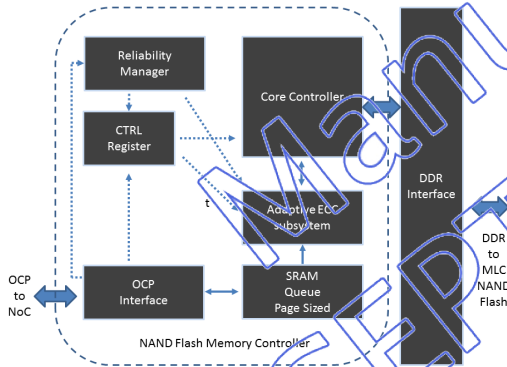 Reliability
Manager
Core Controller
CTRL
Register
DDR
Interface
t
Adaptive ECC
subsystem
DDR
to
MLC
NAND
Flash
OCP
to
NoC
OCP
Interface
SRAM
Queue
Page Sized
NAND Flash Memory Controller